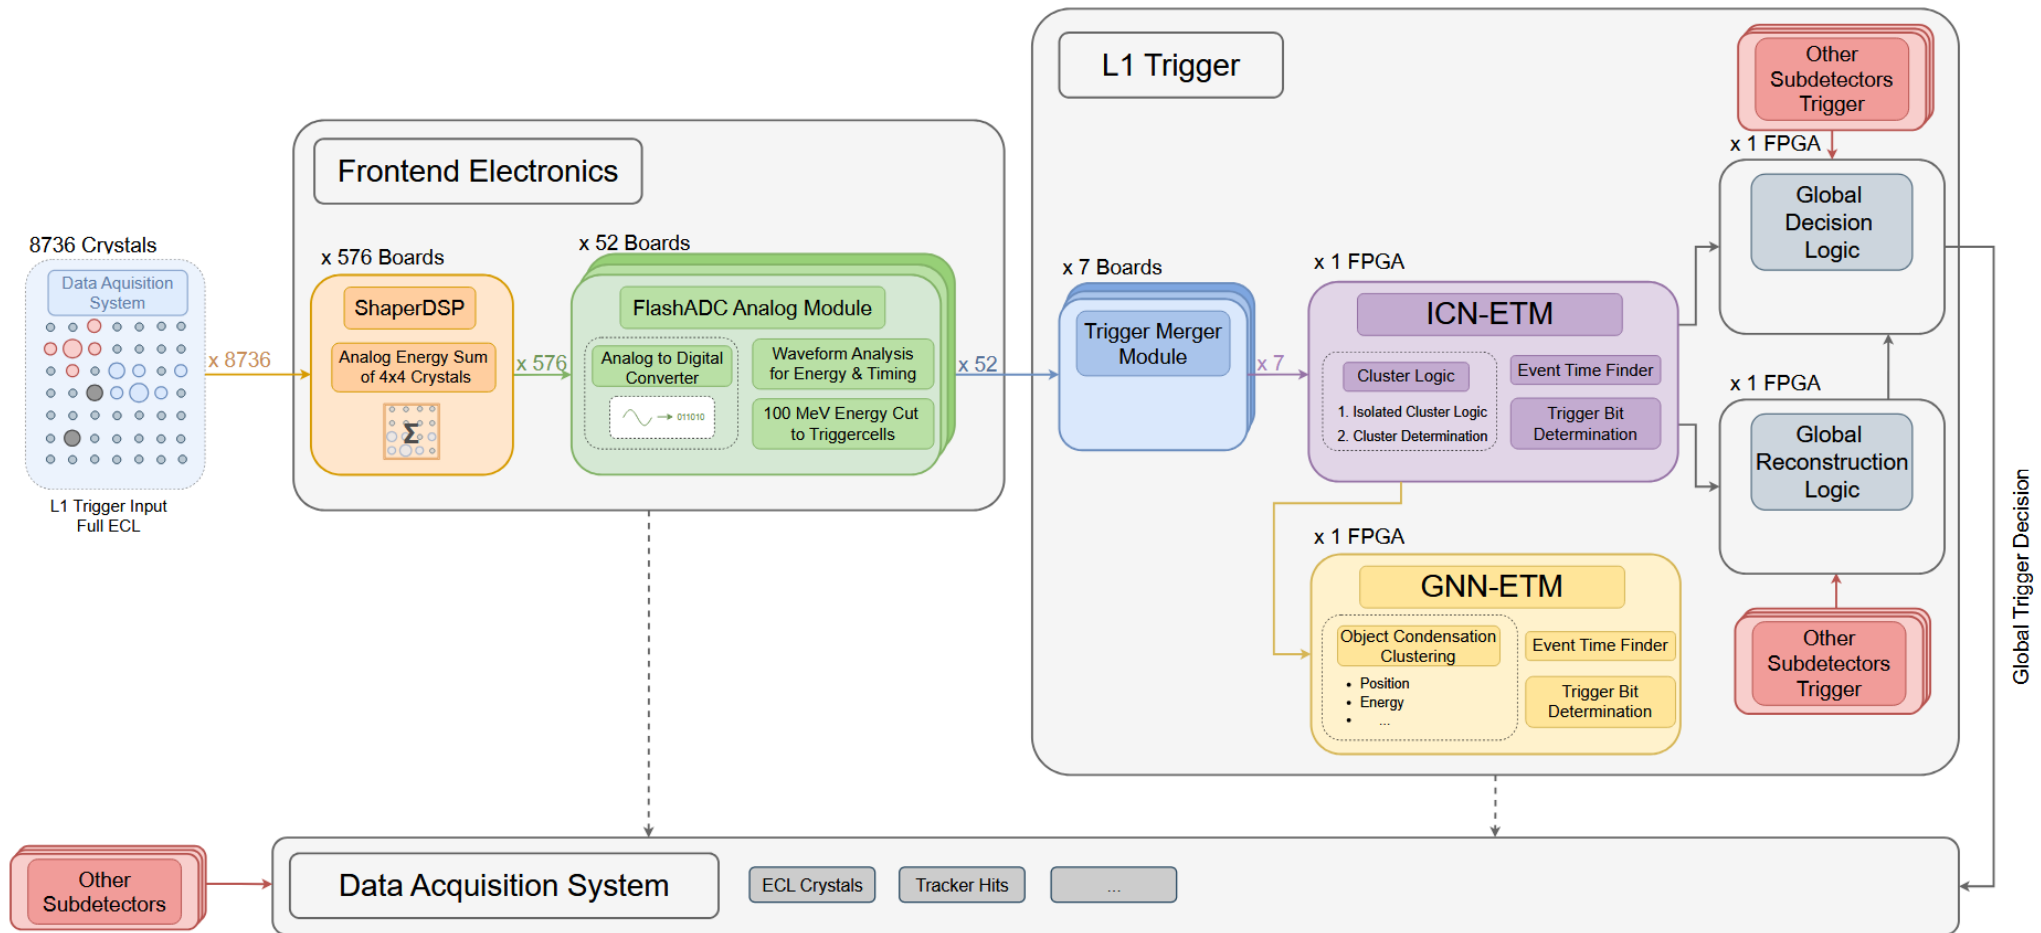 L1 Trigger
Other
Subdetectors
Trigger
x 1 FPGA
Global
Decision
Logic
Frontend Electronics
8736 Crystals
Data Aquisition
System
L1 Trigger Input
Full ECL
x 8736
x 576 Boards
ShaperDSP
Analog Energy Sum
of 4x4 Crystals
Σ
x 576
x 52 Boards
FlashADC Analog Module
Analog to Digital
Converter
011010
Waveform Analysis
for Energy & Timing
100 MeV Energy Cut
to Triggercells
x 52
x 7 Boards
Trigger Merger
Module
x 7
x 1 FPGA
ICN-ETM
Cluster Logic
1. Isolated Cluster Logic
2. Cluster Determination
Event Time Finder
Trigger Bit
Determination
x 1 FPGA
Global
Reconstruction
Logic
x 1 FPGA
GNN-ETM
Object Condensation
Clustering
• Position
• Energy
• ...
Event Time Finder
Trigger Bit
Determination
Other
Subdetectors
Trigger
Global Trigger Decision
Other
Subdetectors
Data Acquisition System
ECL Crystals
Tracker Hits
...